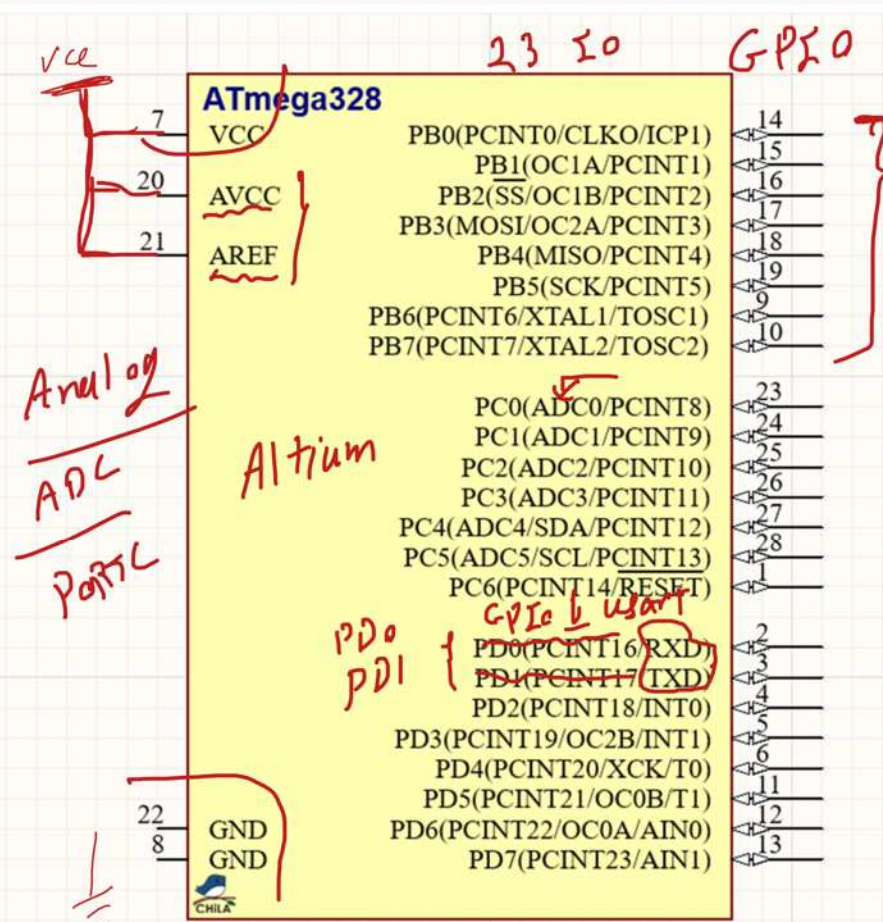 vcc
23 IO GPIO
ATmega328
7 VCC
20 AVCC
21 AREF
PB0(PCINT0/CLKO/ICP1) 14
PB1(OC1A/PCINT1) 15
PB2(SS/OC1B/PCINT2) 16
PB3(MOSI/OC2A/PCINT3) 17
PB4(MISO/PCINT4) 18
PB5(SCK/PCINT5) 19
PB6(PCINT6/XTAL1/TOSC1) 9
PB7(PCINT7/XTAL2/TOSC2) 10
Analog
ADC
PortC
Altium
PC0(ADC0/PCINT8) 23
PC1(ADC1/PCINT9) 24
PC2(ADC2/PCINT10) 25
PC3(ADC3/PCINT11) 26
PC4(ADC4/SDA/PCINT12) 27
PC5(ADC5/SCL/PCINT13) 28
PC6(PCINT14/RESET) 1
GPIO usart
PD0
PD1
PD0(PCINT16/RXD) 2
PD1(PCINT17/TXD) 3
PD2(PCINT18/INT0) 4
PD3(PCINT19/OC2B/INT1) 5
PD4(PCINT20/XCK/T0) 6
PD5(PCINT21/OC0B/T1) 11
PD6(PCINT22/OC0A/AIN0) 12
PD7(PCINT23/AIN1) 13
22 GND
8 GND
CHiLA